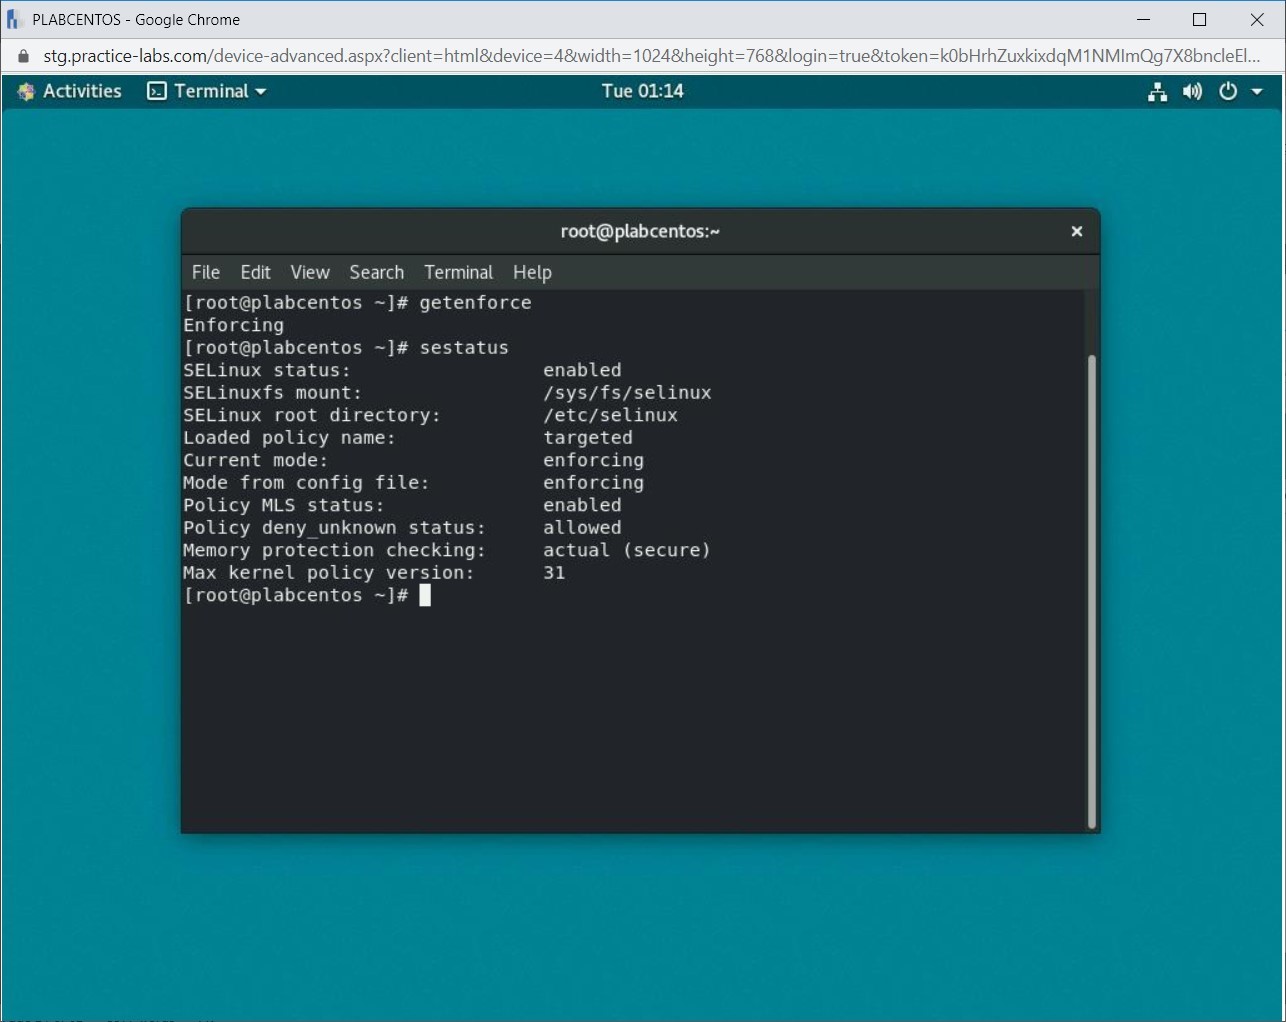 PLABCENTOS - Google Chrome
stg.practice-labs.com/device-advanced.aspx?client=html&device=4&width=1024&height=768&login=true&token=k0bHrhZuxkixdqM1NMImQg7X8bncleEl...
Activities Terminal Tue 01:14
root@plabcentos:~
File Edit View Search Terminal Help
[root@plabcentos ~]# getenforce
Enforcing
[root@plabcentos ~]# sestatus
SELinux status: enabled
SELinuxfs mount: /sys/fs/selinux
SELinux root directory: /etc/selinux
Loaded policy name: targeted
Current mode: enforcing
Mode from config file: enforcing
Policy MLS status: enabled
Policy deny_unknown status: allowed
Memory protection checking: actual (secure)
Max kernel policy version: 31
[root@plabcentos ~]#